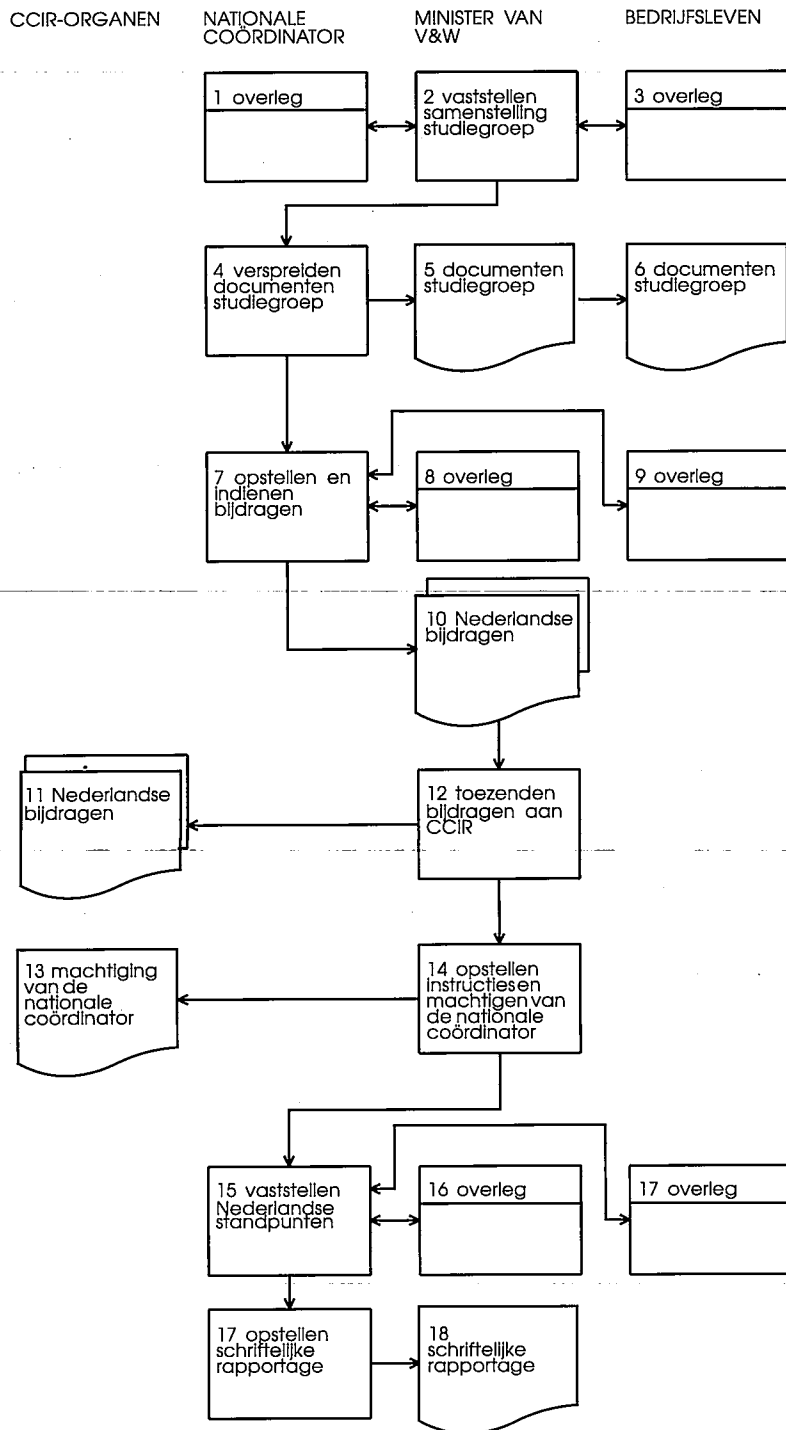 CCIR-ORGANEN
NATIONALE
COÖRDINATOR
MINISTER VAN
V&W
BEDRIJFSLEVEN
1 overleg
2 vaststellen
samenstelling
studiegroep
3 overleg
4 verspreiden
documenten
studiegroep
5 documenten
studiegroep
6 documenten
studiegroep
7 opstellen en
indienen
bijdragen
8 overleg
9 overleg
10 Nederlandse
bijdragen
11 Nederlandse
bijdragen
12 toezenden
bijdragen aan
CCIR
13 machtiging
van de
nationale
coördinator
14 opstellen
instructies en
machtigen van
de nationale
coördinator
15 vaststellen
Nederlandse
standpunten
16 overleg
17 overleg
17 opstellen
schriftelijke
rapportage
18
schriftelijke
rapportage